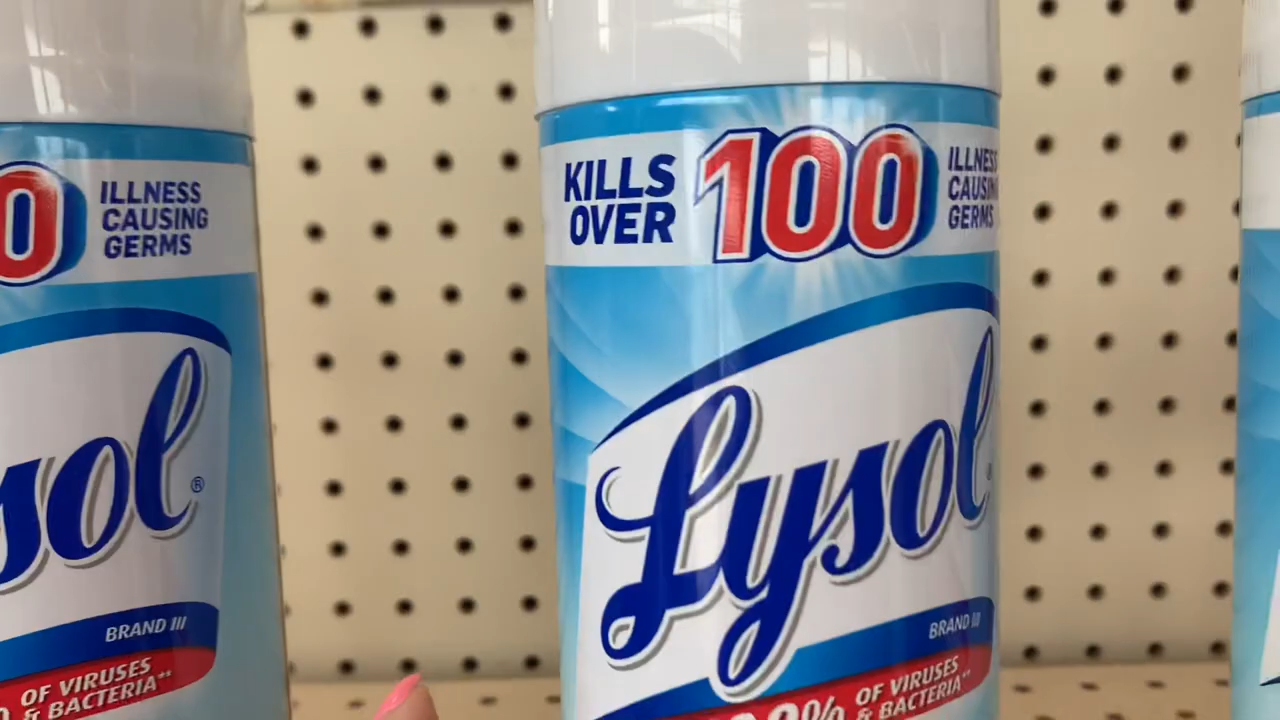 0 ILLNESS
CAUSING
GERMS
sol®
BRAND III
OF VIRUSES
& BACTERIA**
KILLS
OVER
100
ILLNESS
CAUSING
GERMS
Lysol
BRAND III
% OF VIRUSES
& BACTERIA**